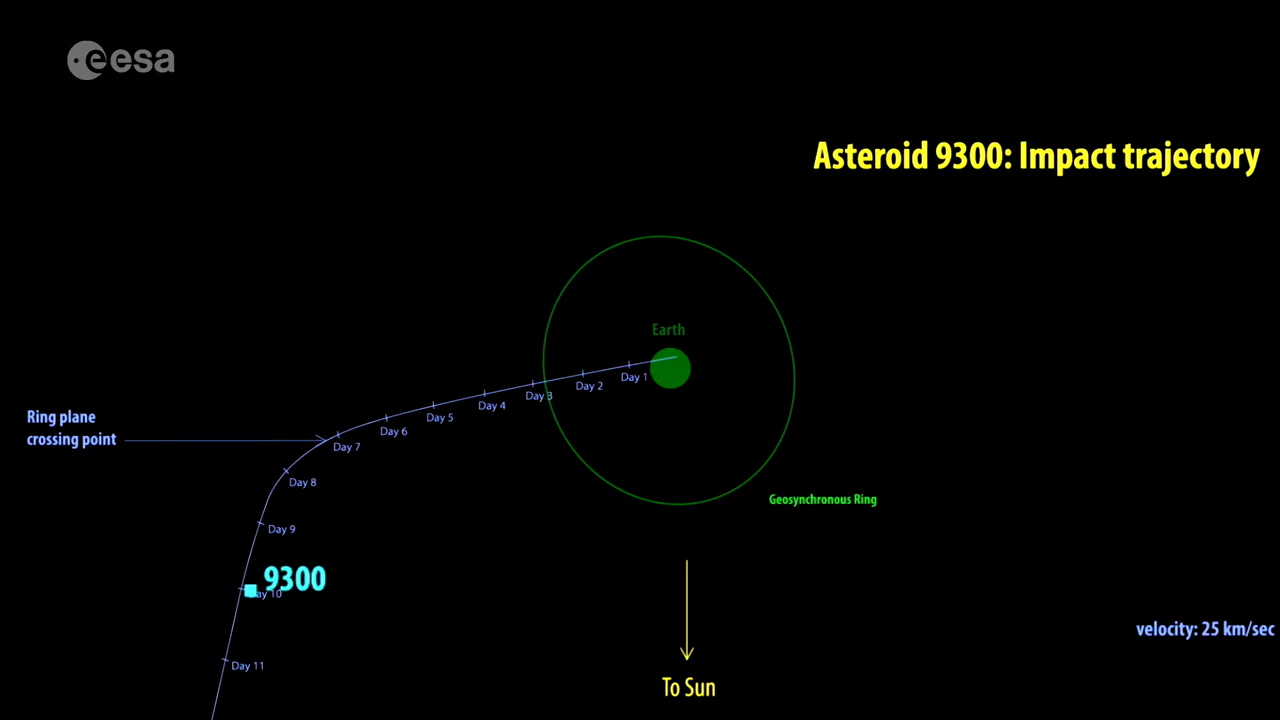 eesa
Asteroid 9300: Impact trajectory
Earth
Day 1
Day 2
Day 3
Day 4
Day 5
Day 6
Ring plane
crossing point
Day 7
Day 8
Geosynchronous Ring
Day 9
9300
Day 10
velocity: 25 km/sec
Day 11
To Sun